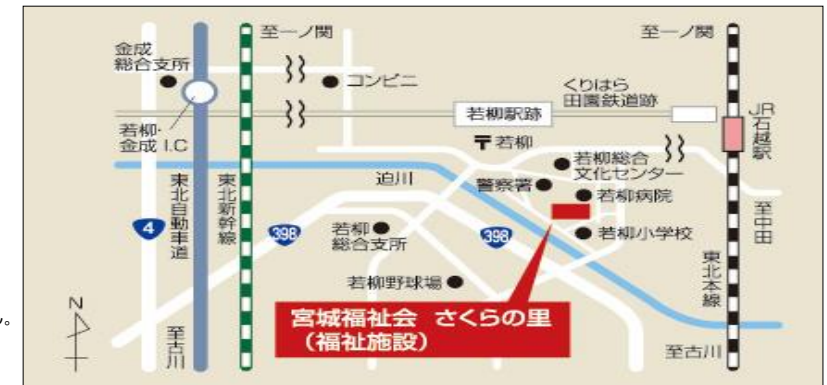 至一ノ関
至一ノ関
金成
総合支所
コンビニ
くりはら
田園鉄道跡
若柳駅跡
JR石越駅
若柳・
金成 I.C
〒若柳
若柳総合
文化センター
警察署
迫川
若柳病院
東北自動車道
東北新幹線
4
398
若柳
総合支所
398
若柳小学校
至中田
東北本線
若柳野球場
N
宮城福祉会 さくらの里
(福祉施設)
至古川
至古川
ん。